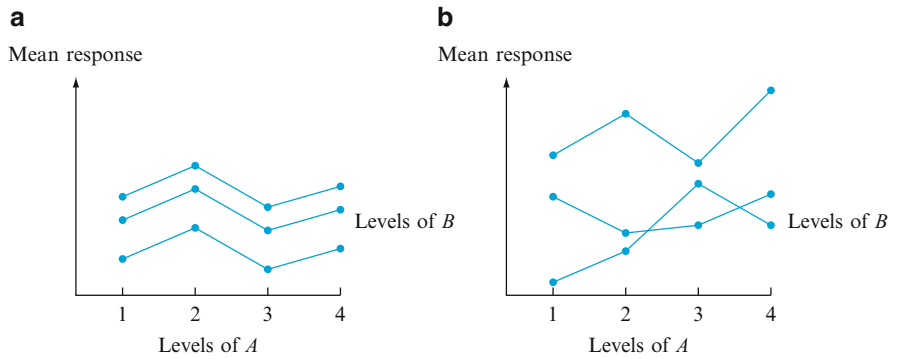 a
Mean response
Levels of B
1 2 3 4
Levels of A
b
Mean response
Levels of B
1 2 3 4
Levels of A